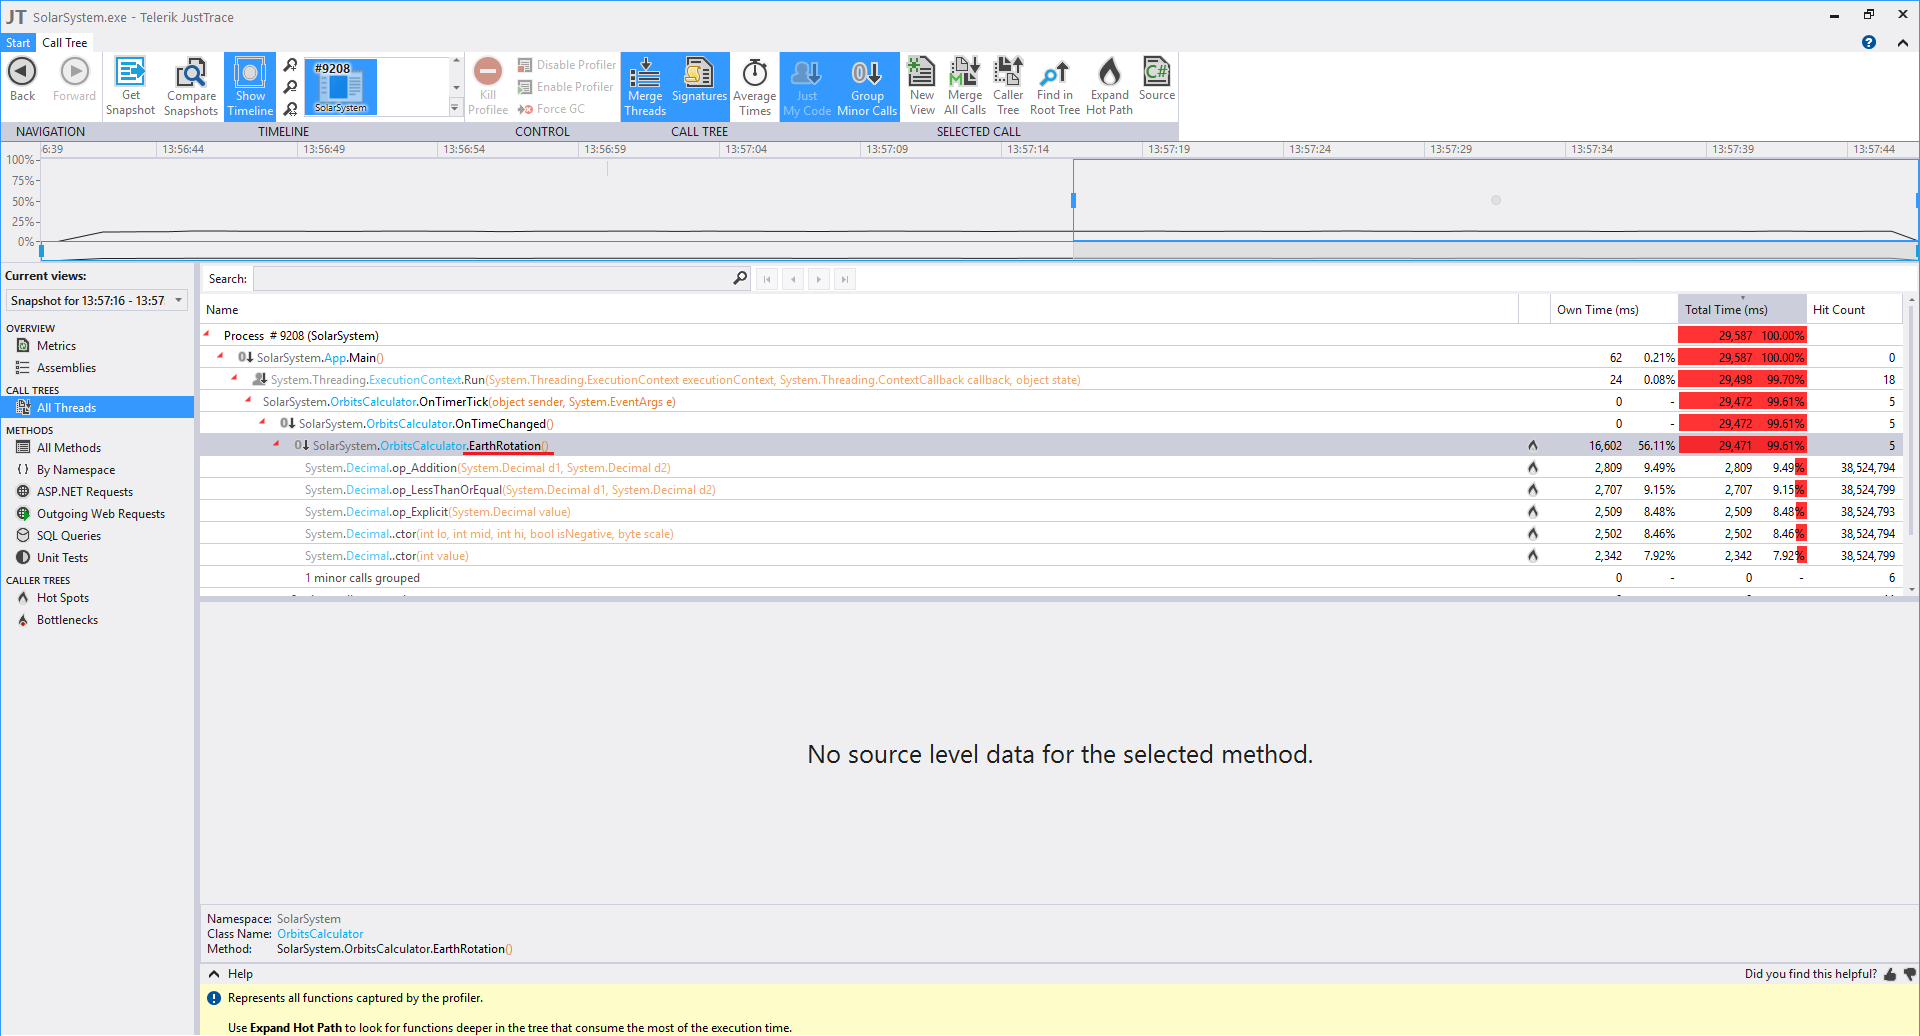 JT SolarSystem.exe - Telerik JustTrace
Start Call Tree
Back
Forward
Get Snapshot
Compare Snapshots
Show Timeline
#9208
SolarSystem
Kill Profilee
Disable Profiler
Enable Profiler
Force GC
Merge Threads
Signatures
Average Times
Just My Code
Group Minor Calls
New View
Merge All Calls
Caller Tree
Find in Root Tree
Expand Hot Path
Source
NAVIGATION TIMELINE CONTROL CALL TREE SELECTED CALL
6:39 13:56:44 13:56:49 13:56:54 13:56:59 13:57:04 13:57:09 13:57:14 13:57:19 13:57:24 13:57:29 13:57:34 13:57:39 13:57:44
100%
75%
50%
25%
0%
Current views:
Snapshot for 13:57:16 - 13:57:
OVERVIEW
Metrics
Assemblies
CALL TREES
All Threads
METHODS
All Methods
By Namespace
ASP.NET Requests
Outgoing Web Requests
SQL Queries
Unit Tests
CALLER TREES
Hot Spots
Bottlenecks
Search:
Name Own Time (ms) Total Time (ms) Hit Count
Process # 9208 (SolarSystem) 29,587 100.00%
SolarSystem.App.Main() 62 0.21% 29,587 100.00% 0
System.Threading.ExecutionContext.Run(System.Threading.ExecutionContext executionContext, System.Threading.ContextCallback callback, object state) 24 0.08% 29,498 99.70% 18
SolarSystem.OrbitsCalculator.OnTimerTick(object sender, System.EventArgs e) 0 - 29,472 99.61% 5
SolarSystem.OrbitsCalculator.OnTimeChanged() 0 - 29,472 99.61% 5
SolarSystem.OrbitsCalculator.EarthRotation() 16,602 56.11% 29,471 99.61% 5
System.Decimal.op_Addition(System.Decimal d1, System.Decimal d2) 2,809 9.49% 2,809 9.49% 38,524,794
System.Decimal.op_LessThanOrEqual(System.Decimal d1, System.Decimal d2) 2,707 9.15% 2,707 9.15% 38,524,799
System.Decimal.op_Explicit(System.Decimal value) 2,509 8.48% 2,509 8.48% 38,524,793
System.Decimal..ctor(int lo, int mid, int hi, bool isNegative, byte scale) 2,502 8.46% 2,502 8.46% 38,524,794
System.Decimal..ctor(int value) 2,342 7.92% 2,342 7.92% 38,524,799
1 minor calls grouped 0 - 0 - 6
No source level data for the selected method.
Namespace: SolarSystem
Class Name: OrbitsCalculator
Method: SolarSystem.OrbitsCalculator.EarthRotation()
Help Did you find this helpful?
Represents all functions captured by the profiler.
Use Expand Hot Path to look for functions deeper in the tree that consume the most of the execution time.